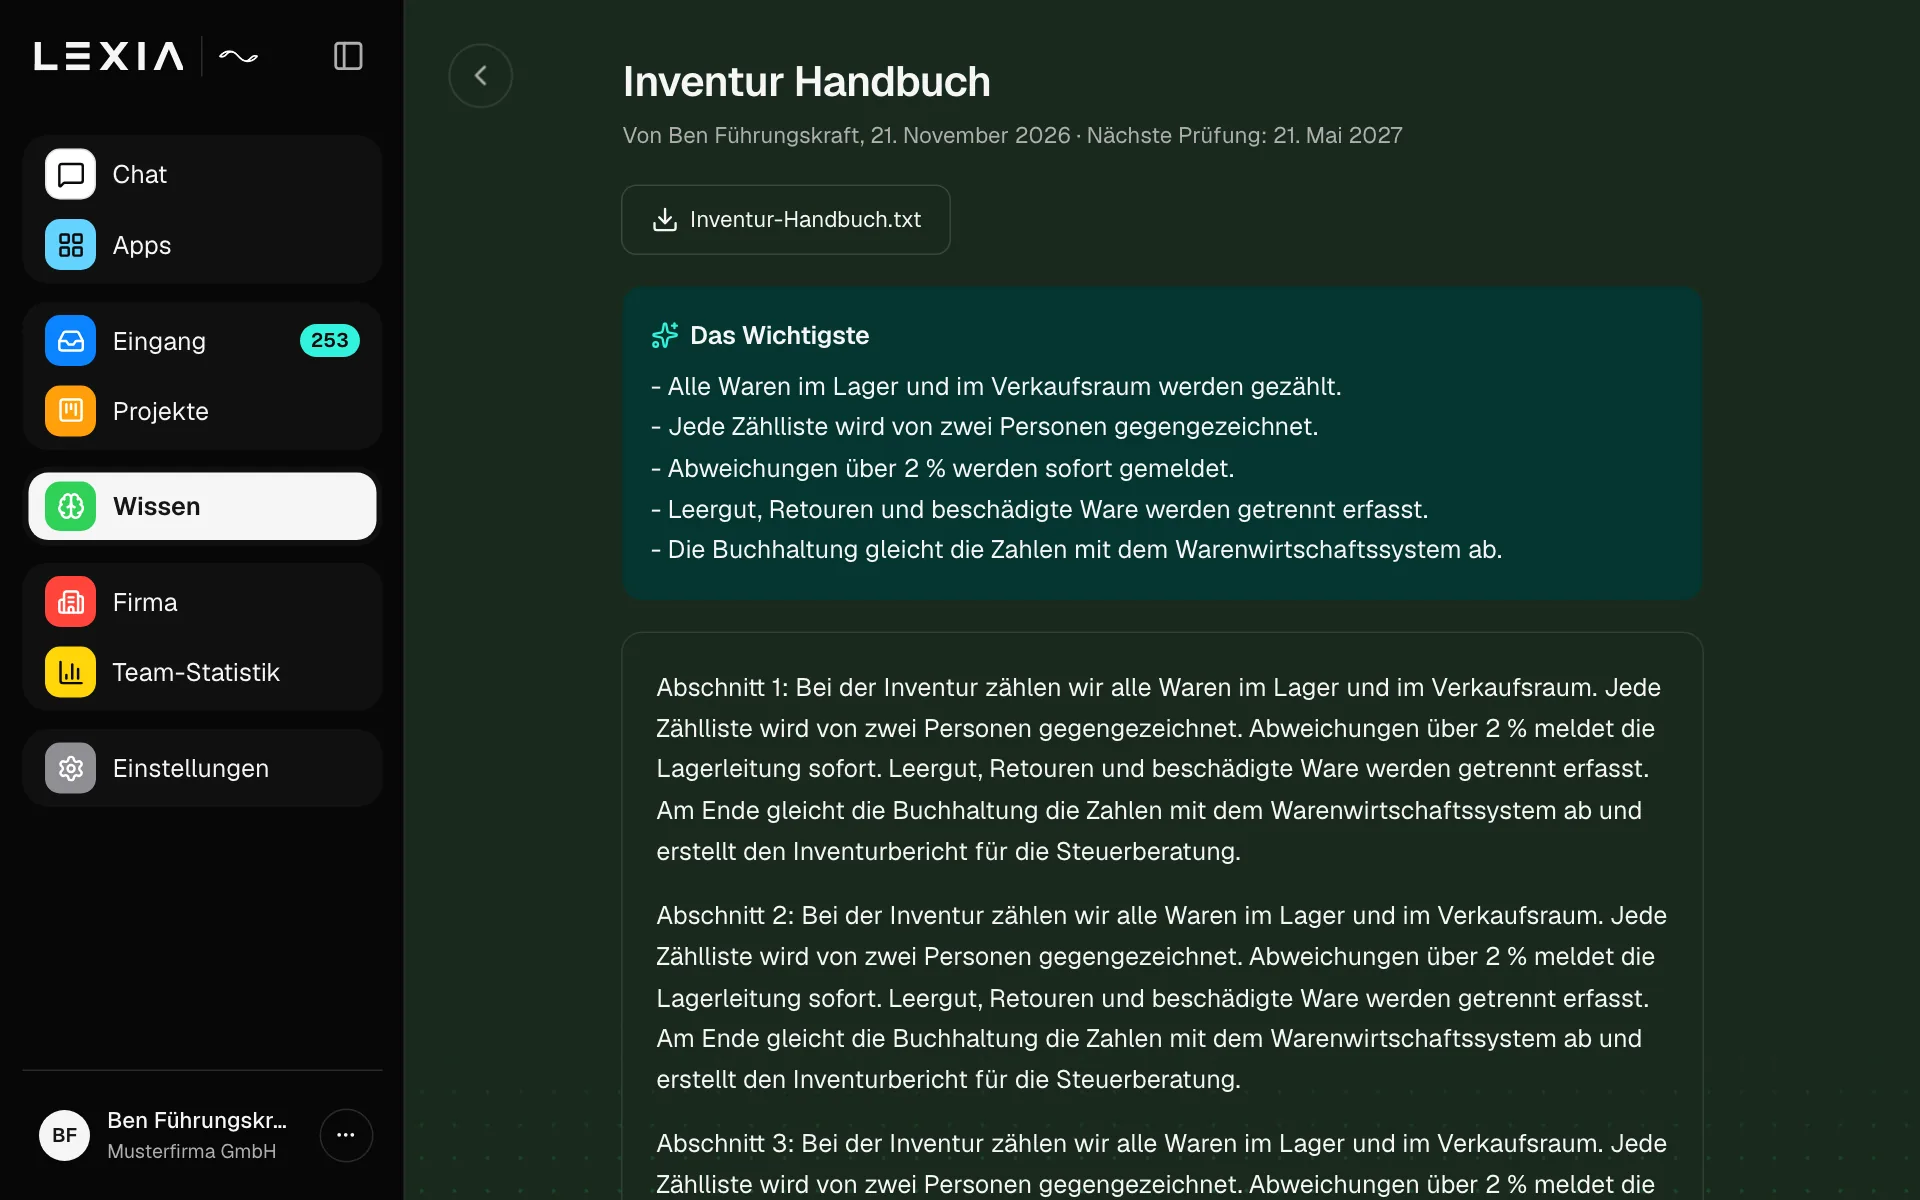 LEXIA
Chat
Apps
Eingang
253
Projekte
Wissen
Firma
Team-Statistik
Einstellungen
BF
Ben Führungskr...
Musterfirma GmbH
Inventur Handbuch
Von Ben Führungskraft, 21. November 2026 · Nächste Prüfung: 21. Mai 2027
Inventur-Handbuch.txt
Das Wichtigste
- Alle Waren im Lager und im Verkaufsraum werden gezählt.
- Jede Zählliste wird von zwei Personen gegengezeichnet.
- Abweichungen über 2 % werden sofort gemeldet.
- Leergut, Retouren und beschädigte Ware werden getrennt erfasst.
- Die Buchhaltung gleicht die Zahlen mit dem Warenwirtschaftssystem ab.
Abschnitt 1: Bei der Inventur zählen wir alle Waren im Lager und im Verkaufsraum. Jede
Zählliste wird von zwei Personen gegengezeichnet. Abweichungen über 2 % meldet die
Lagerleitung sofort. Leergut, Retouren und beschädigte Ware werden getrennt erfasst.
Am Ende gleicht die Buchhaltung die Zahlen mit dem Warenwirtschaftssystem ab und
erstellt den Inventurbericht für die Steuerberatung.
Abschnitt 2: Bei der Inventur zählen wir alle Waren im Lager und im Verkaufsraum. Jede
Zählliste wird von zwei Personen gegengezeichnet. Abweichungen über 2 % meldet die
Lagerleitung sofort. Leergut, Retouren und beschädigte Ware werden getrennt erfasst.
Am Ende gleicht die Buchhaltung die Zahlen mit dem Warenwirtschaftssystem ab und
erstellt den Inventurbericht für die Steuerberatung.
Abschnitt 3: Bei der Inventur zählen wir alle Waren im Lager und im Verkaufsraum. Jede
Zählliste wird von zwei Personen gegengezeichnet. Abweichungen über 2 % meldet die